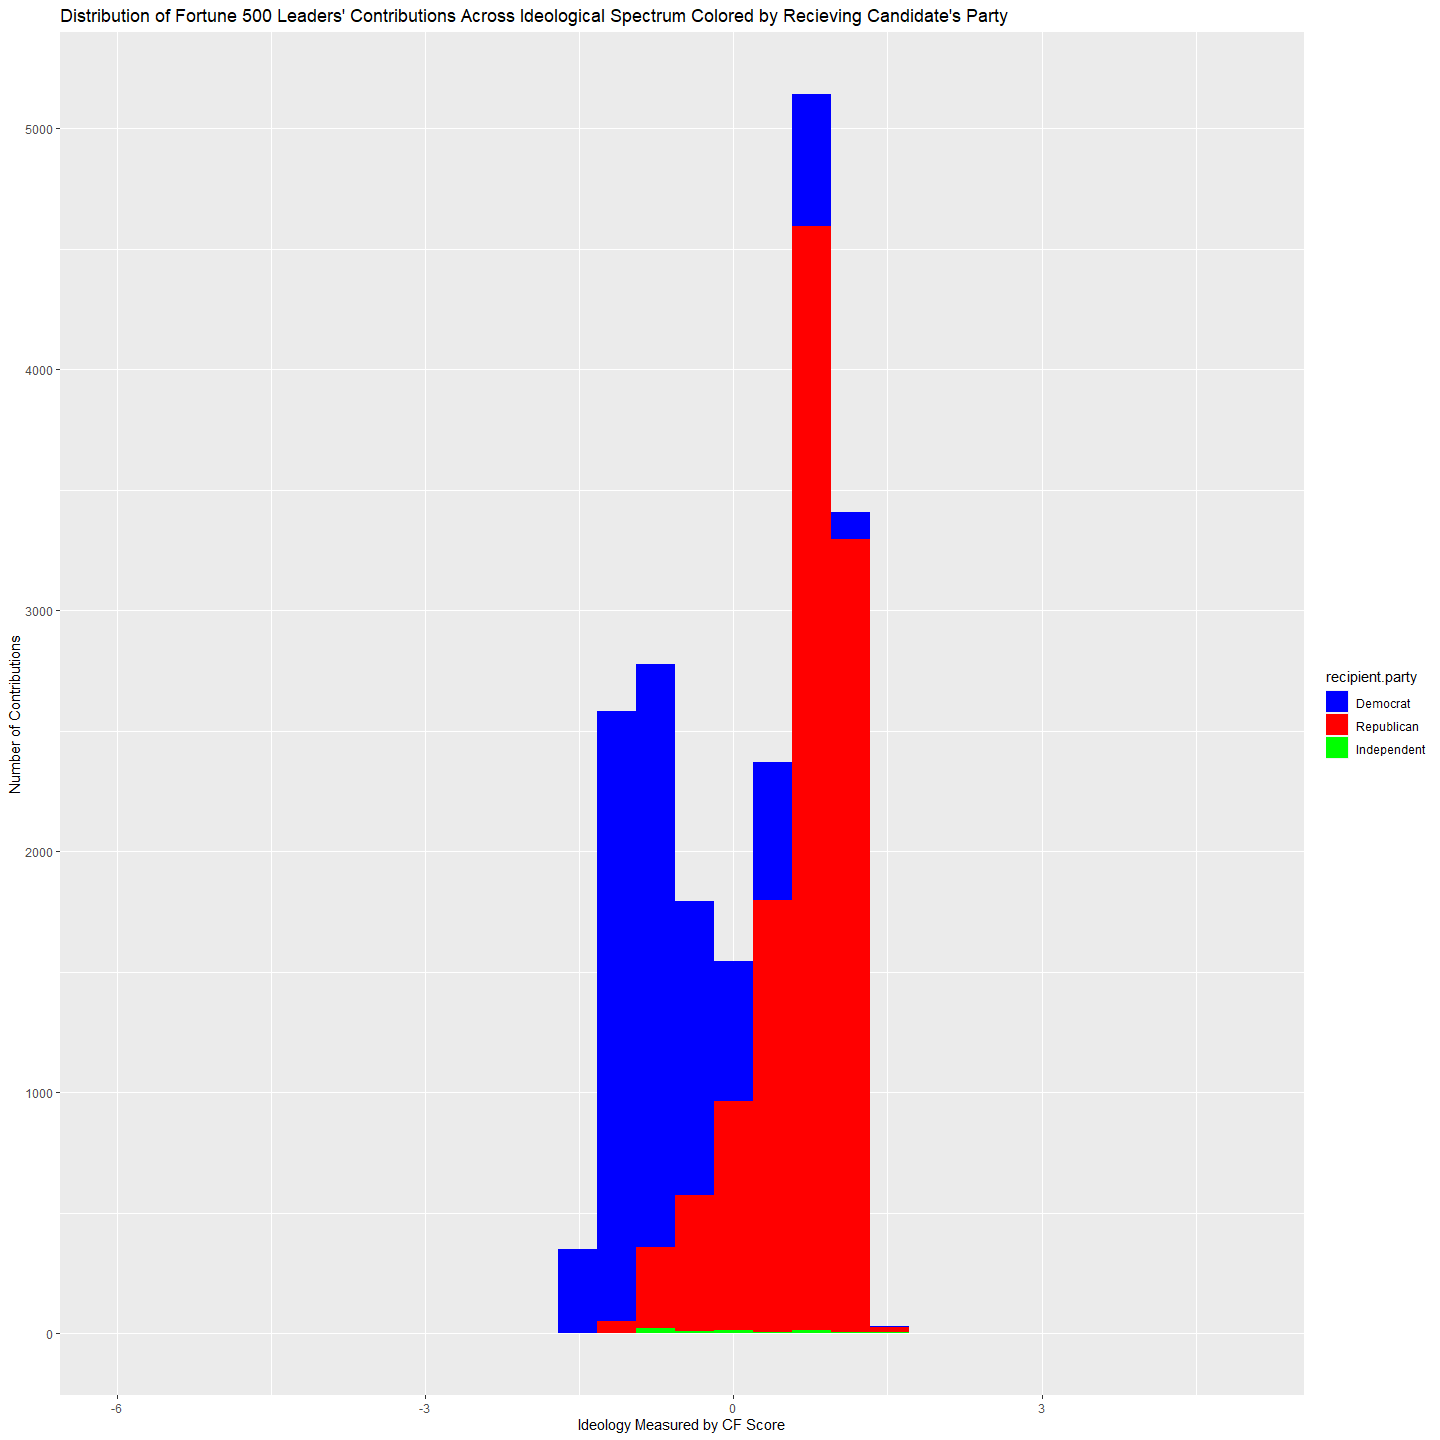 Distribution of Fortune 500 Leaders' Contributions Across Ideological Spectrum Colored by Recieving Candidate's Party
5000
4000
3000
2000
1000
0
Number of Contributions
-6
-3
0
3
Ideology Measured by CF Score
recipient.party
Democrat
Republican
Independent